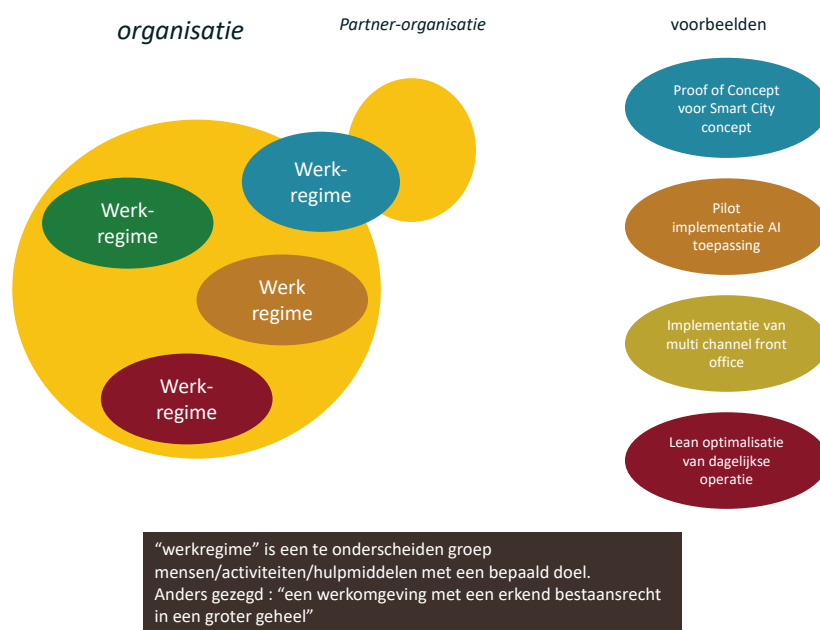 organisatie
Partner-organisatie
voorbeelden
Werk-
regime
Werk-
regime
Werk
regime
Werk-
regime
Proof of Concept
voor Smart City
concept
Pilot
implementatie AI
toepassing
Implementatie van
multi channel front
office
Lean optimalisatie
van dagelijkse
operatie
“werkregime” is een te onderscheiden groep
mensen/activiteiten/hulpmiddelen met een bepaald doel.
Anders gezegd : “een werkomgeving met een erkend bestaansrecht
in een groter geheel”